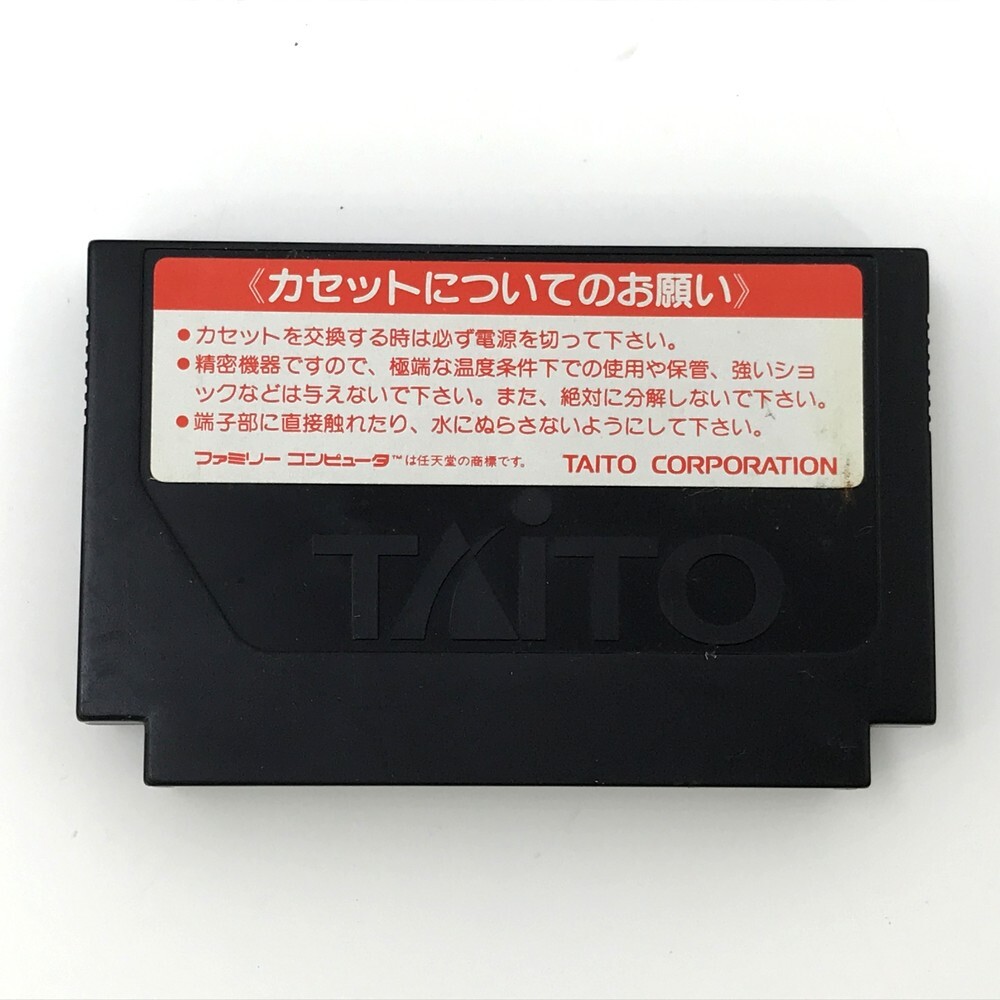 《カセットについてのお願い》
●カセットを交換する時は必ず電源を切って下さい。
●精密機器ですので、極端な温度条件下での使用や保管、強いショ
ックなどは与えないで下さい。また、絶対に分解しないで下さい。
●端子部に直接触れたり、水にぬらさないようにして下さい。
ファミリー コンピュータ™は任天堂の商標です。 TAITO CORPORATION
TAITO